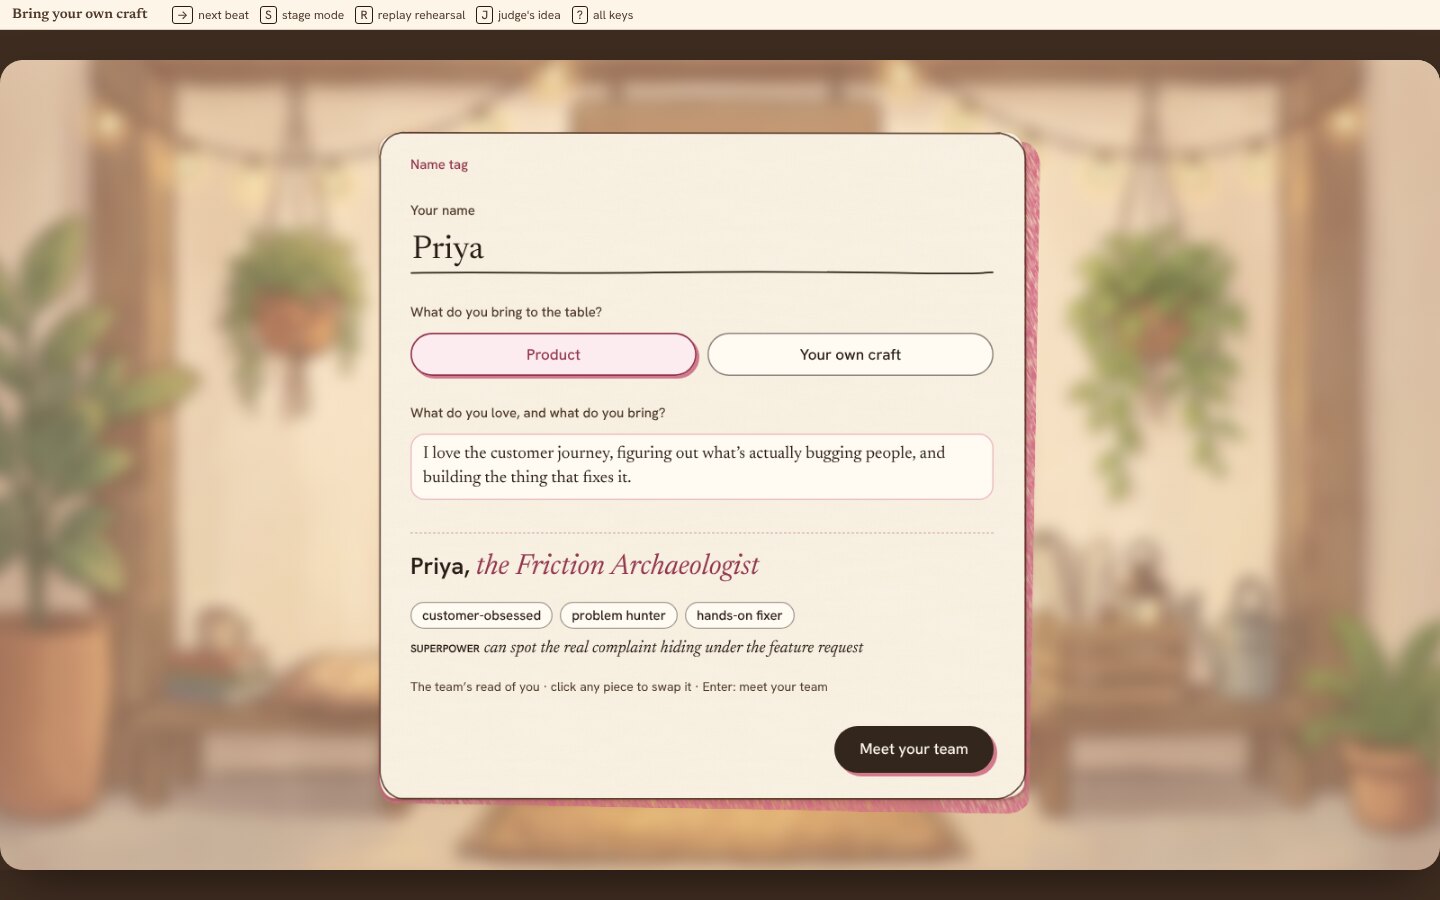 Bring your own craft → next beat S stage mode R replay rehearsal J judge's idea ? all keys
Name tag
Your name
Priya
What do you bring to the table?
Product Your own craft
What do you love, and what do you bring?
I love the customer journey, figuring out what’s actually bugging people, and
building the thing that fixes it.
Priya, the Friction Archaeologist
customer-obsessed problem hunter hands-on fixer
SUPERPOWER can spot the real complaint hiding under the feature request
The team’s read of you · click any piece to swap it · Enter: meet your team
Meet your team